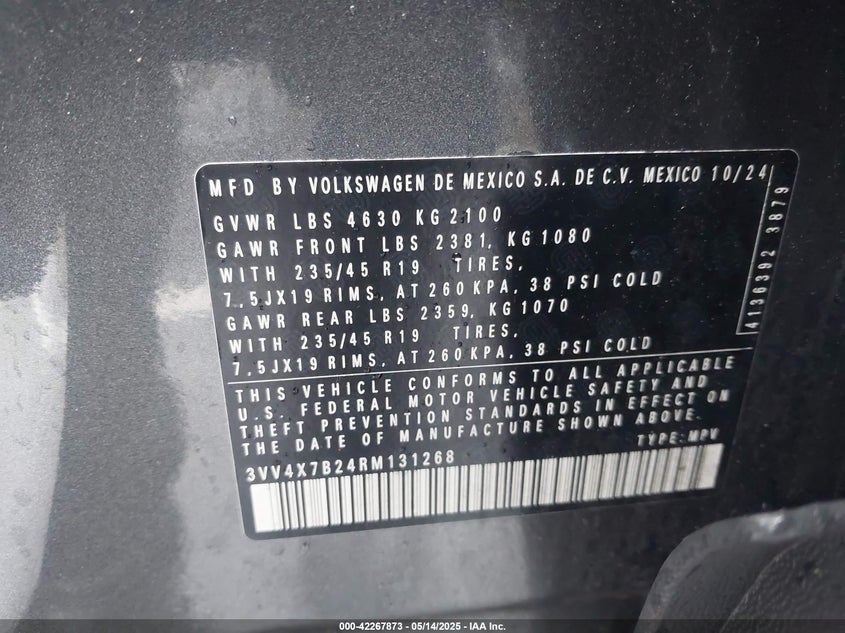 MFD BY VOLKSWAGEN DE MEXICO S.A. DE C.V. MEXICO 10/24
GVWR LBS 4630 KG 2100
GAWR FRONT LBS 2381, KG 1080
WITH 235/45 R19 TIRES,
7,5JX19 RIMS, AT 260 KPA, 38 PSI COLD
GAWR REAR LBS 2359, KG 1070
WITH 235/45 R19 TIRES,
7,5JX19 RIMS, AT 260 KPA, 38 PSI COLD
4136392 3879
THIS VEHICLE CONFORMS TO ALL APPLICABLE
U.S. FEDERAL MOTOR VEHICLE SAFETY AND
THEFT PREVENTION STANDARDS IN EFFECT ON
THE DATE OF MANUFACTURE SHOWN ABOVE.
TYPE: MPV
3VV4X7B24RM131268
000-42267873 - 05/14/2025 - IAA Inc.